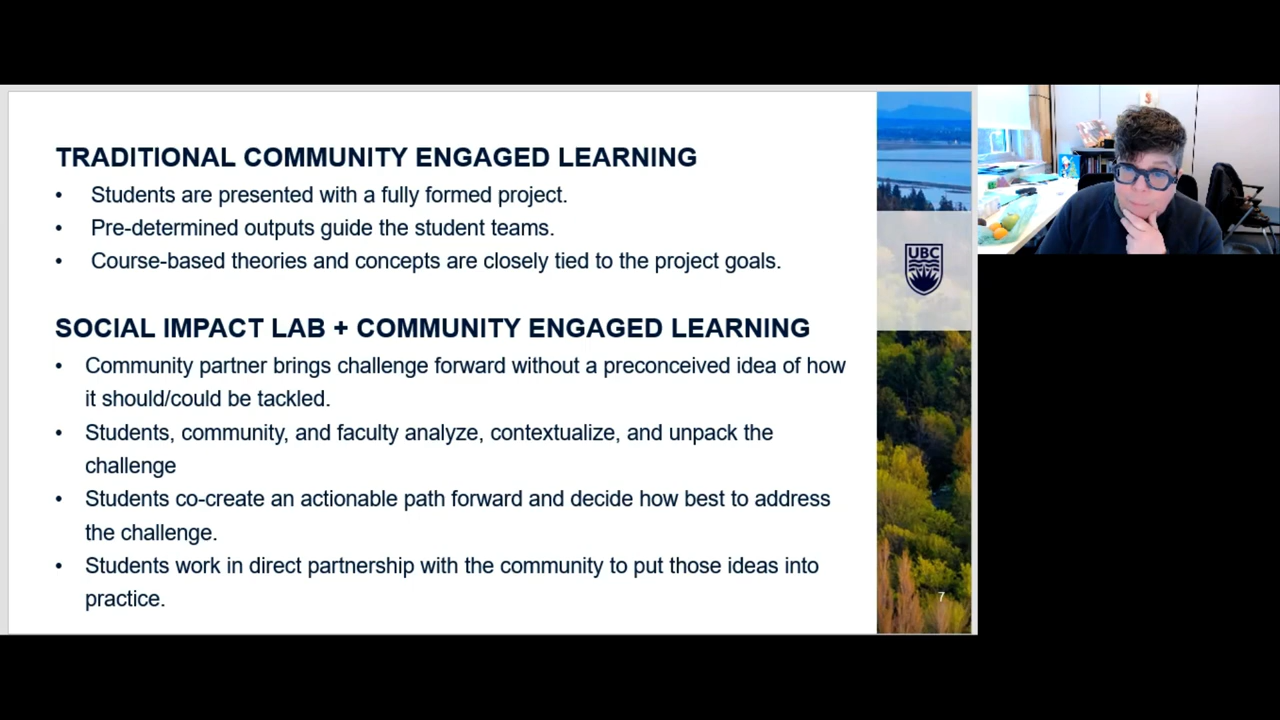 TRADITIONAL COMMUNITY ENGAGED LEARNING
• Students are presented with a fully formed project.
• Pre-determined outputs guide the student teams.
• Course-based theories and concepts are closely tied to the project goals.
SOCIAL IMPACT LAB + COMMUNITY ENGAGED LEARNING
• Community partner brings challenge forward without a preconceived idea of how
it should/could be tackled.
• Students, community, and faculty analyze, contextualize, and unpack the
challenge
• Students co-create an actionable path forward and decide how best to address
the challenge.
• Students work in direct partnership with the community to put those ideas into
practice.
UBC
7